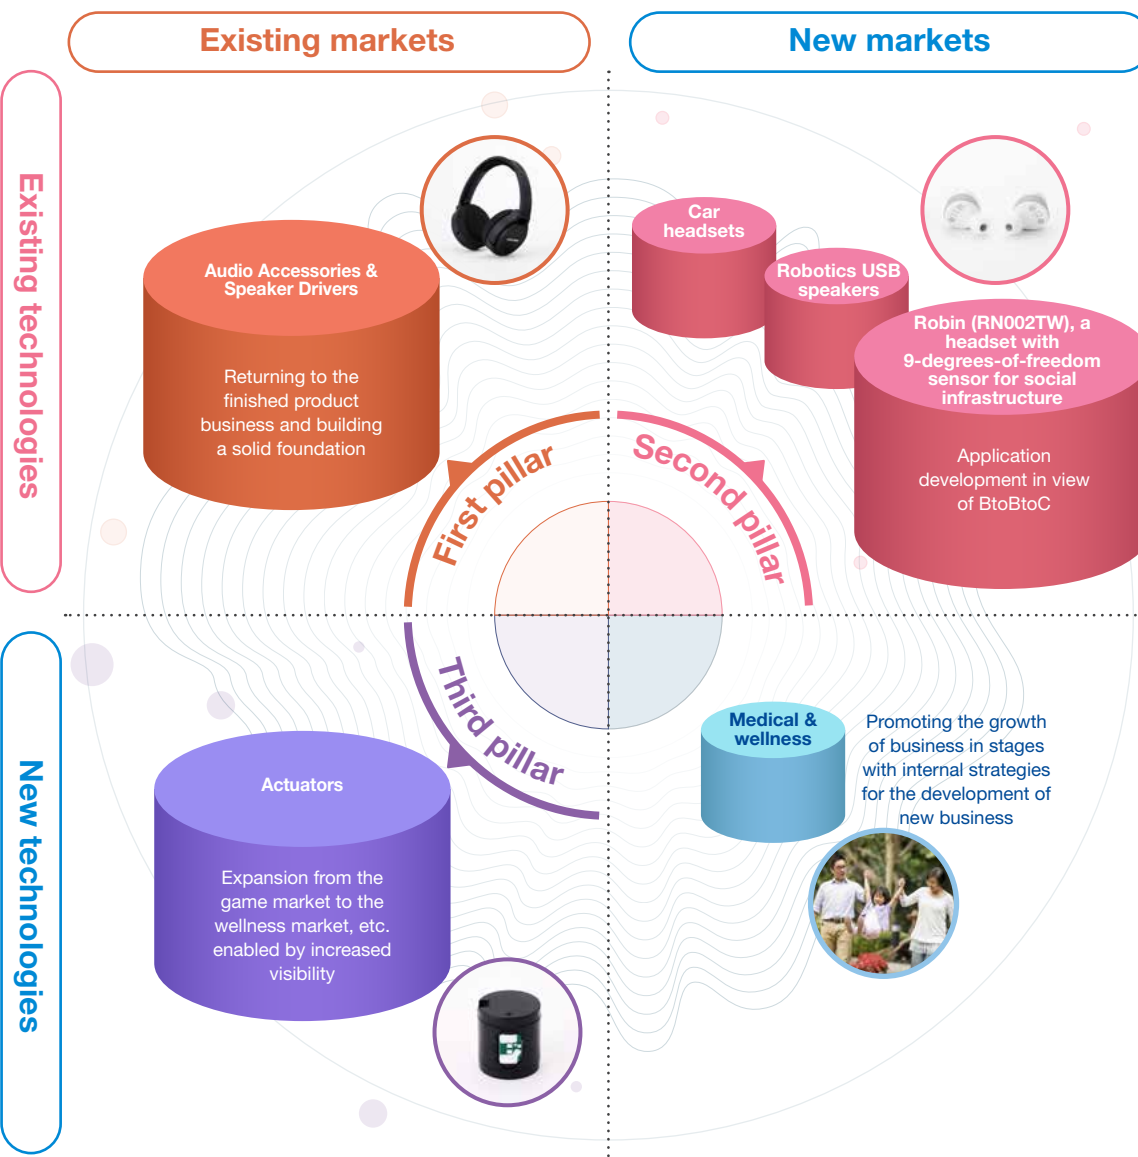 Existing markets
New markets
Existing technologies
New technologies
Audio Accessories &
Speaker Drivers
Returning to the
finished product
business and building
a solid foundation
Car
headsets
Robotics USB
speakers
Robin (RN002TW), a
headset with
9-degrees-of-freedom
sensor for social
infrastructure
Application
development in view
of BtoBtoC
First pillar
Second pillar
Third pillar
Actuators
Expansion from the
game market to the
wellness market, etc.
enabled by increased
visibility
Medical &
wellness
Promoting the growth
of business in stages
with internal strategies
for the development of
new business